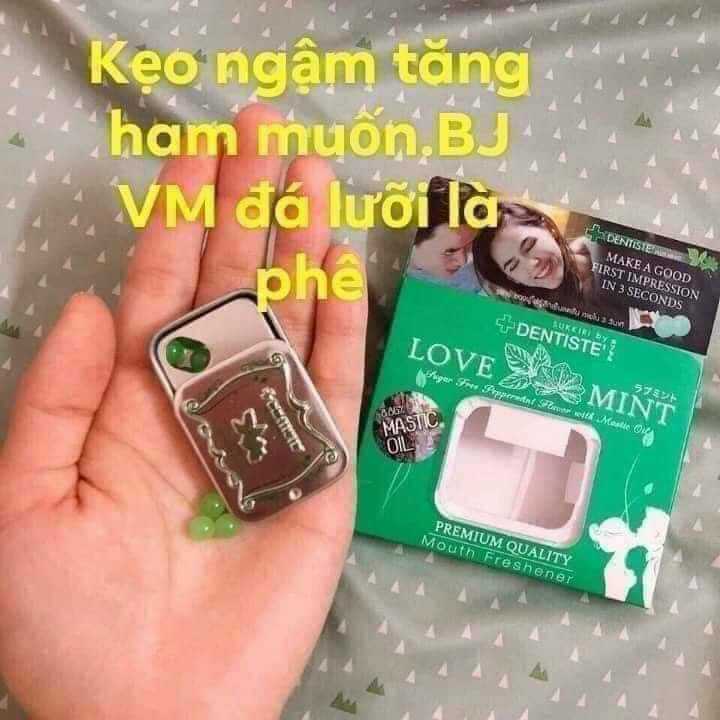 Kẹo ngậm tăng
ham muốn.BJ
VM đá lưỡi là
phê
DENTISTE'
MAKE A GOOD
FIRST IMPRESSION
IN 3 SECONDS
SUKKIRI by
DENTISTE'
LOVE MINT
ラブミント
Sugar Free Peppermint Flavor with Mastic Oil
MASTIC
OIL
PREMIUM QUALITY
Mouth Freshener